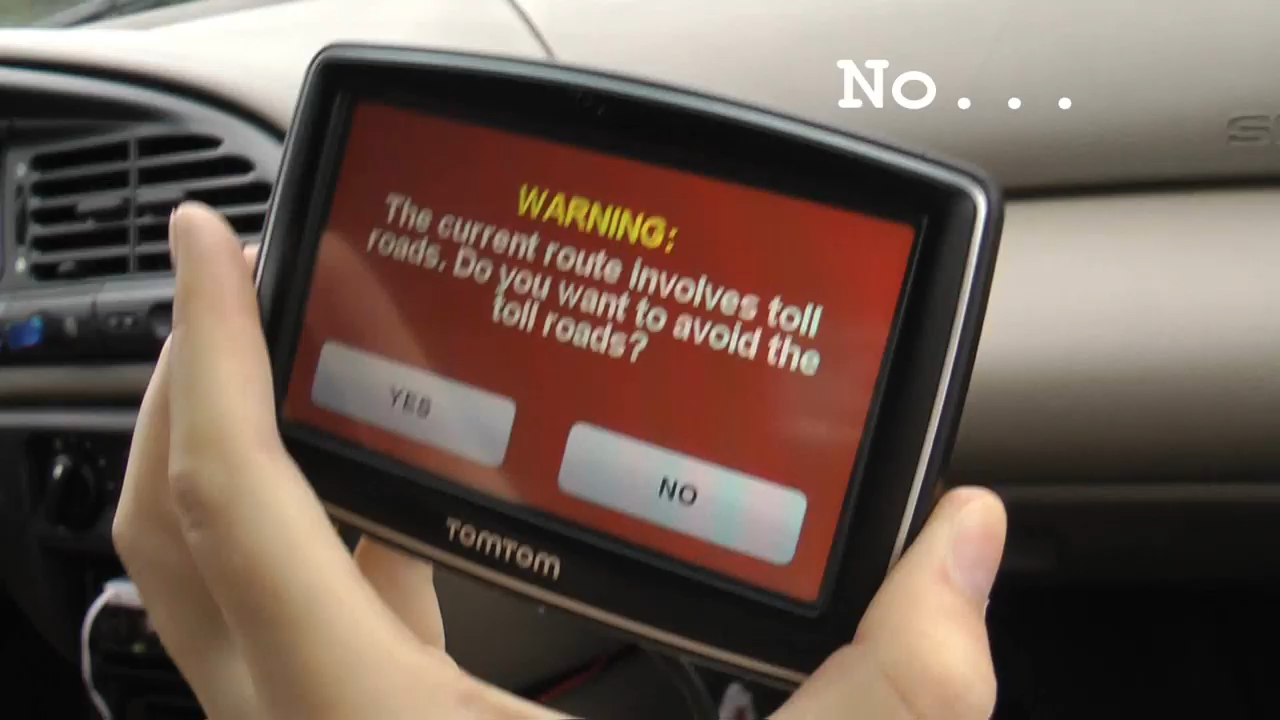 No...
WARNING:
The current route involves toll
roads. Do you want to avoid the
toll roads?
YES
NO
TOMTOM